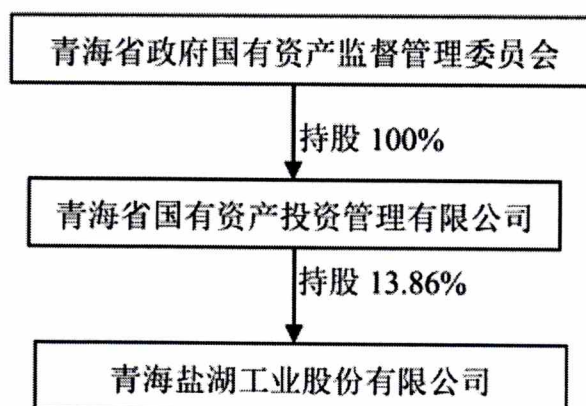 青海省政府国有资产监督管理委员会
持股 100%
青海省国有资产投资管理有限公司
持股 13.86%
青海盐湖工业股份有限公司